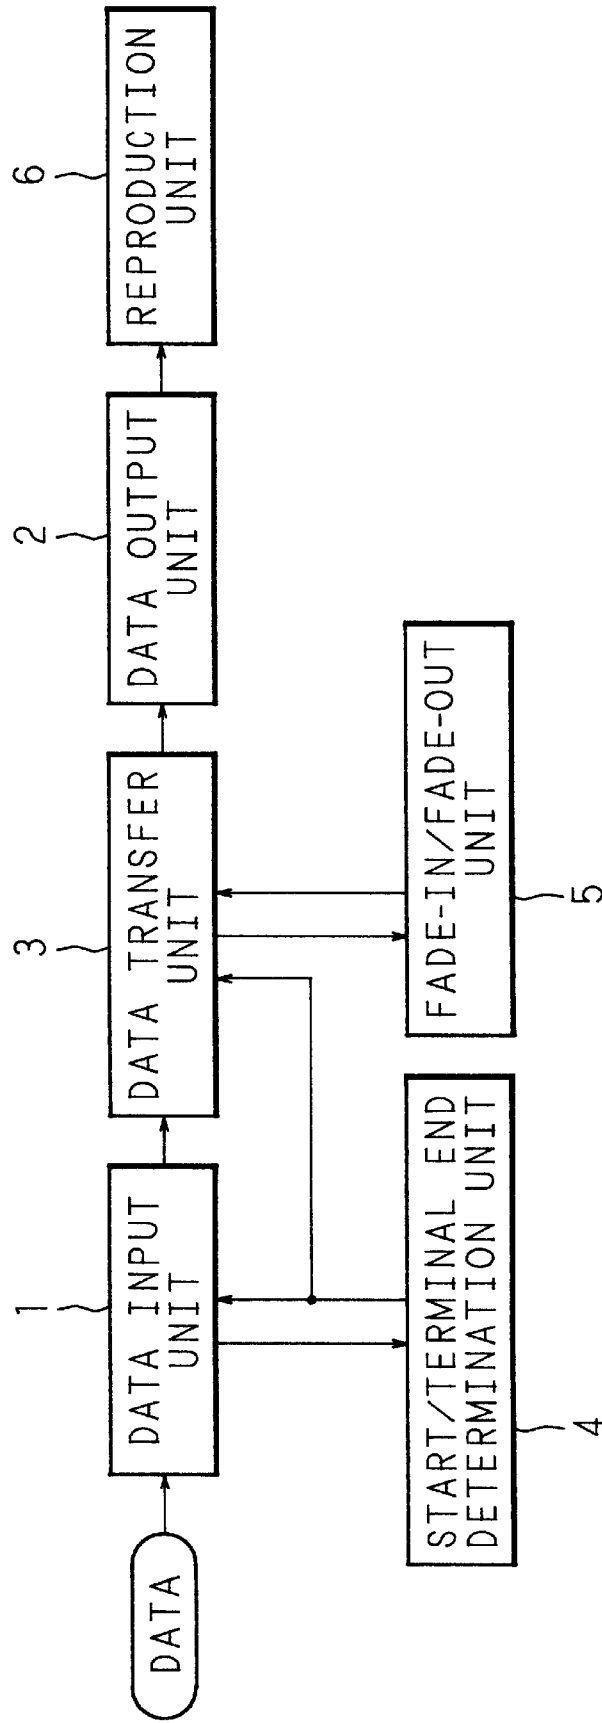 DATA
1
DATA INPUT
UNIT
3
DATA TRANSFER
UNIT
2
DATA OUTPUT
UNIT
6
REPRODUCTION
UNIT
START/TERMINAL END
DETERMINATION UNIT
4
FADE-IN/FADE-OUT
UNIT
5